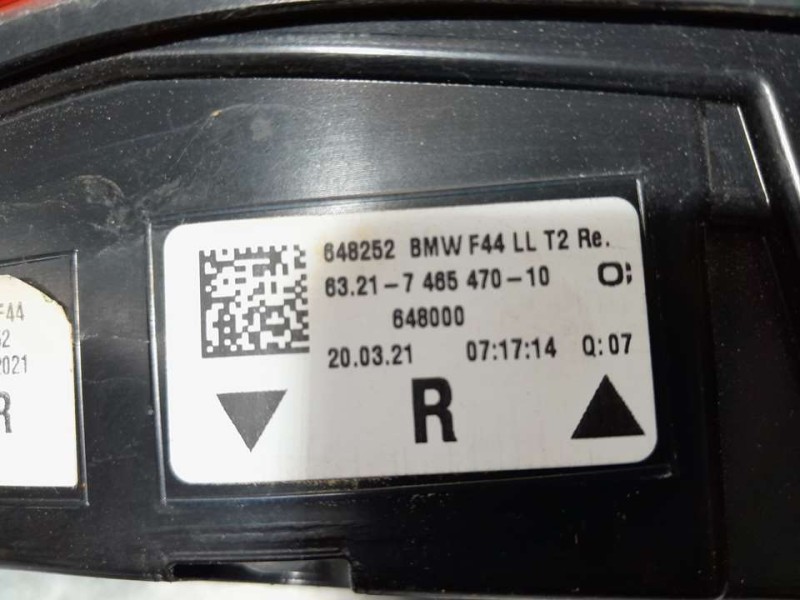 648252 BMW F44 LL T2 Re.
63.21-7 465 470-10 O;
648000
20.03.21 07:17:14 Q:07
R
F44
52
2021
R